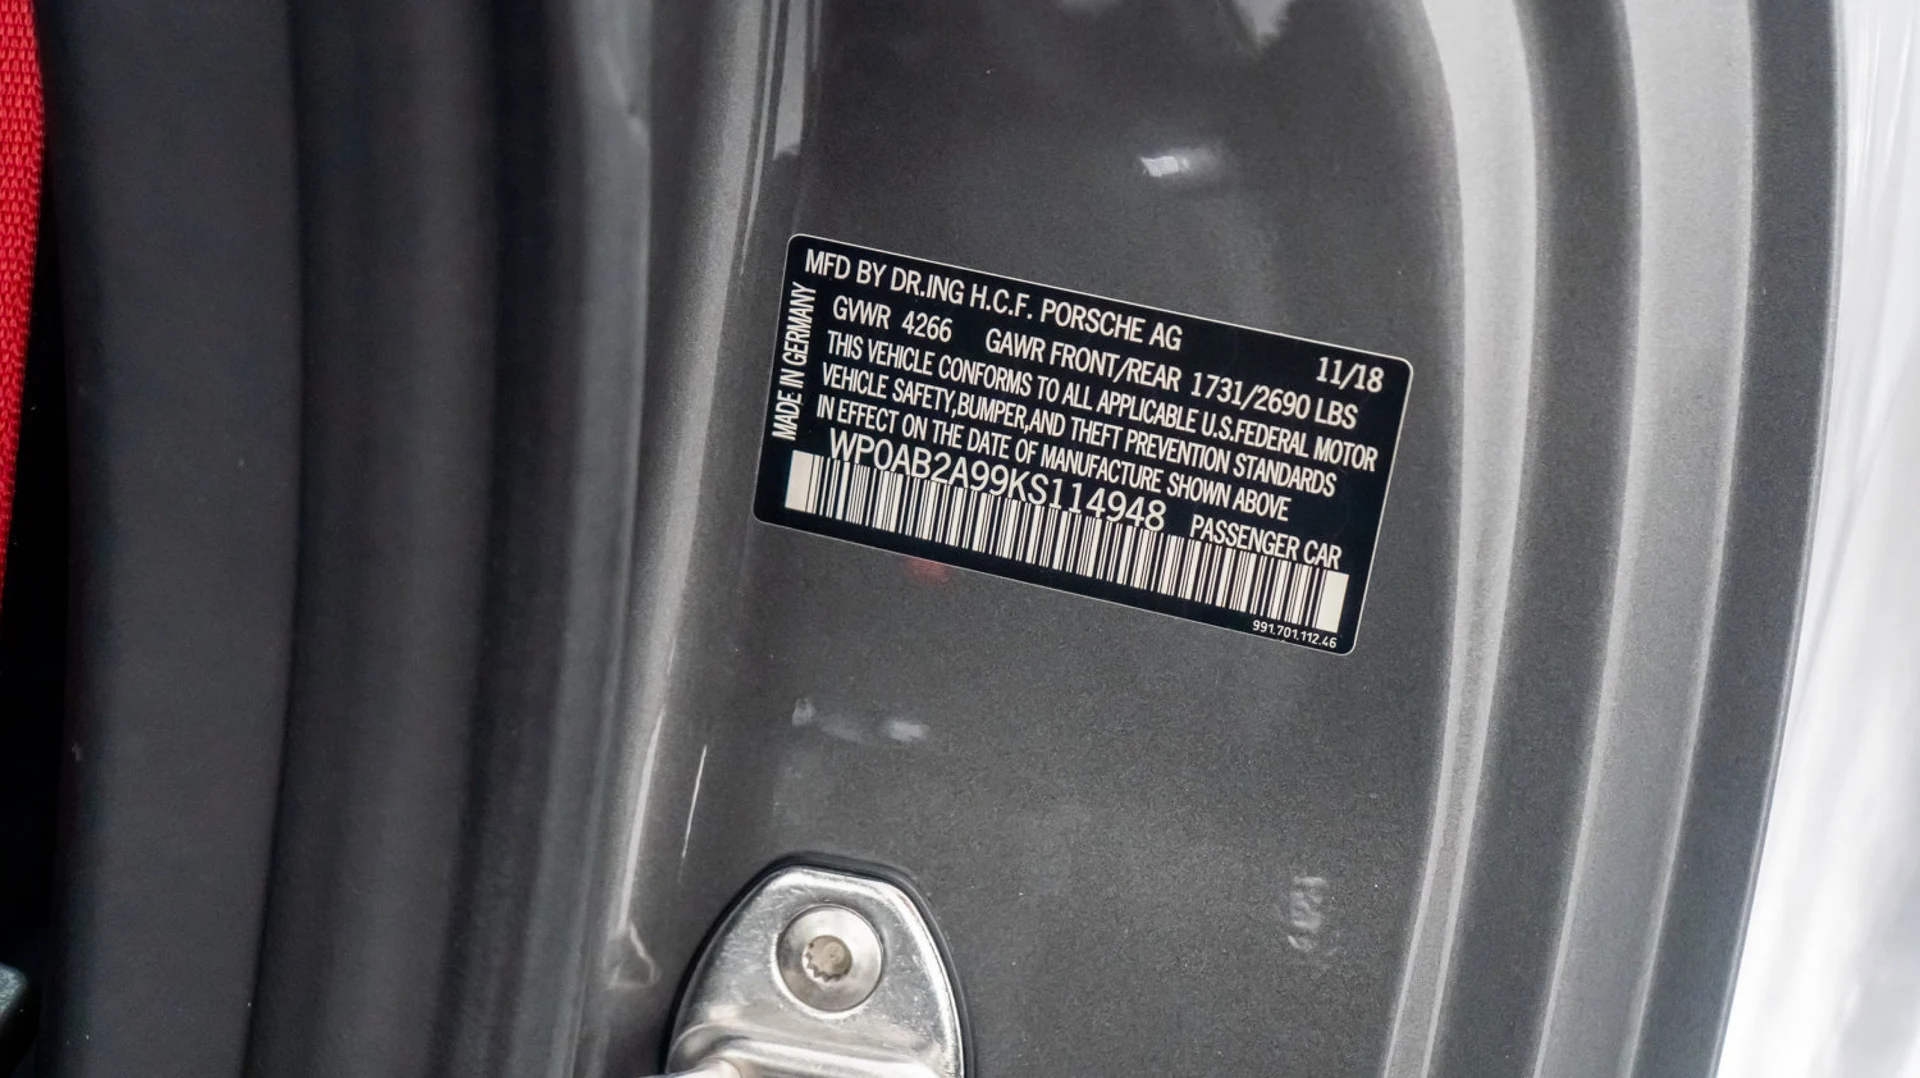 MFD BY DR.ING H.C.F. PORSCHE AG 11/18
GVWR 4266 GAWR FRONT/REAR 1731/2690 LBS
THIS VEHICLE CONFORMS TO ALL APPLICABLE U.S.FEDERAL MOTOR
VEHICLE SAFETY,BUMPER,AND THEFT PREVENTION STANDARDS
IN EFFECT ON THE DATE OF MANUFACTURE SHOWN ABOVE
WP0AB2A99KS114948 PASSENGER CAR
991.701.112.46
MADE IN GERMANY